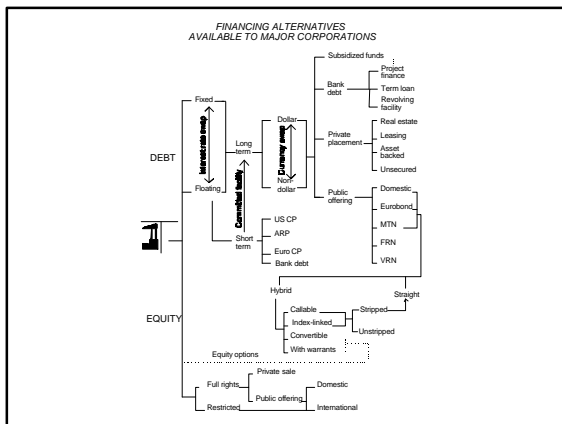 FINANCING ALTERNATIVES
AVAILABLE TO MAJOR CORPORATIONS
Subsidized funds
Project
finance
Bank
debt
Term loan
Revolving
facility
Fixed
Dollar
Real estate
Interest rate swap
Long
term
Currency swap
Private
placement
Leasing
Asset
backed
DEBT
Unsecured
Floating
Non-
dollar
Committed facility
Public
offering
Domestic
Eurobond
US CP
MTN
ARP
Short
term
Euro CP
FRN
Bank debt
VRN
Hybrid
Straight
EQUITY
Callable
Stripped
Index-linked
Convertible
Unstripped
With warrants
Equity options
Private sale
Full rights
Domestic
Public offering
Restricted
International